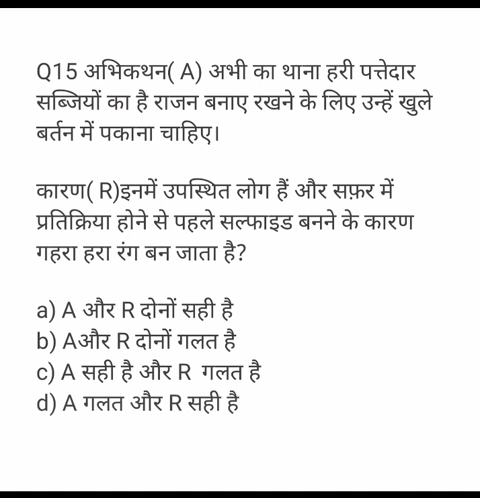 Q15 अभिकथन( A) अभी का थाना हरी पत्तेदार
सब्जियों का है राजन बनाए रखने के लिए उन्हें खुले
बर्तन में पकाना चाहिए।
कारण( R)इनमें उपस्थित लोग हैं और सफ़र में
प्रतिक्रिया होने से पहले सल्फाइड बनने के कारण
गहरा हरा रंग बन जाता है?
a) A और R दोनों सही है
b) Aऔर R दोनों गलत है
c) A सही है और R गलत है
d) A गलत और R सही है